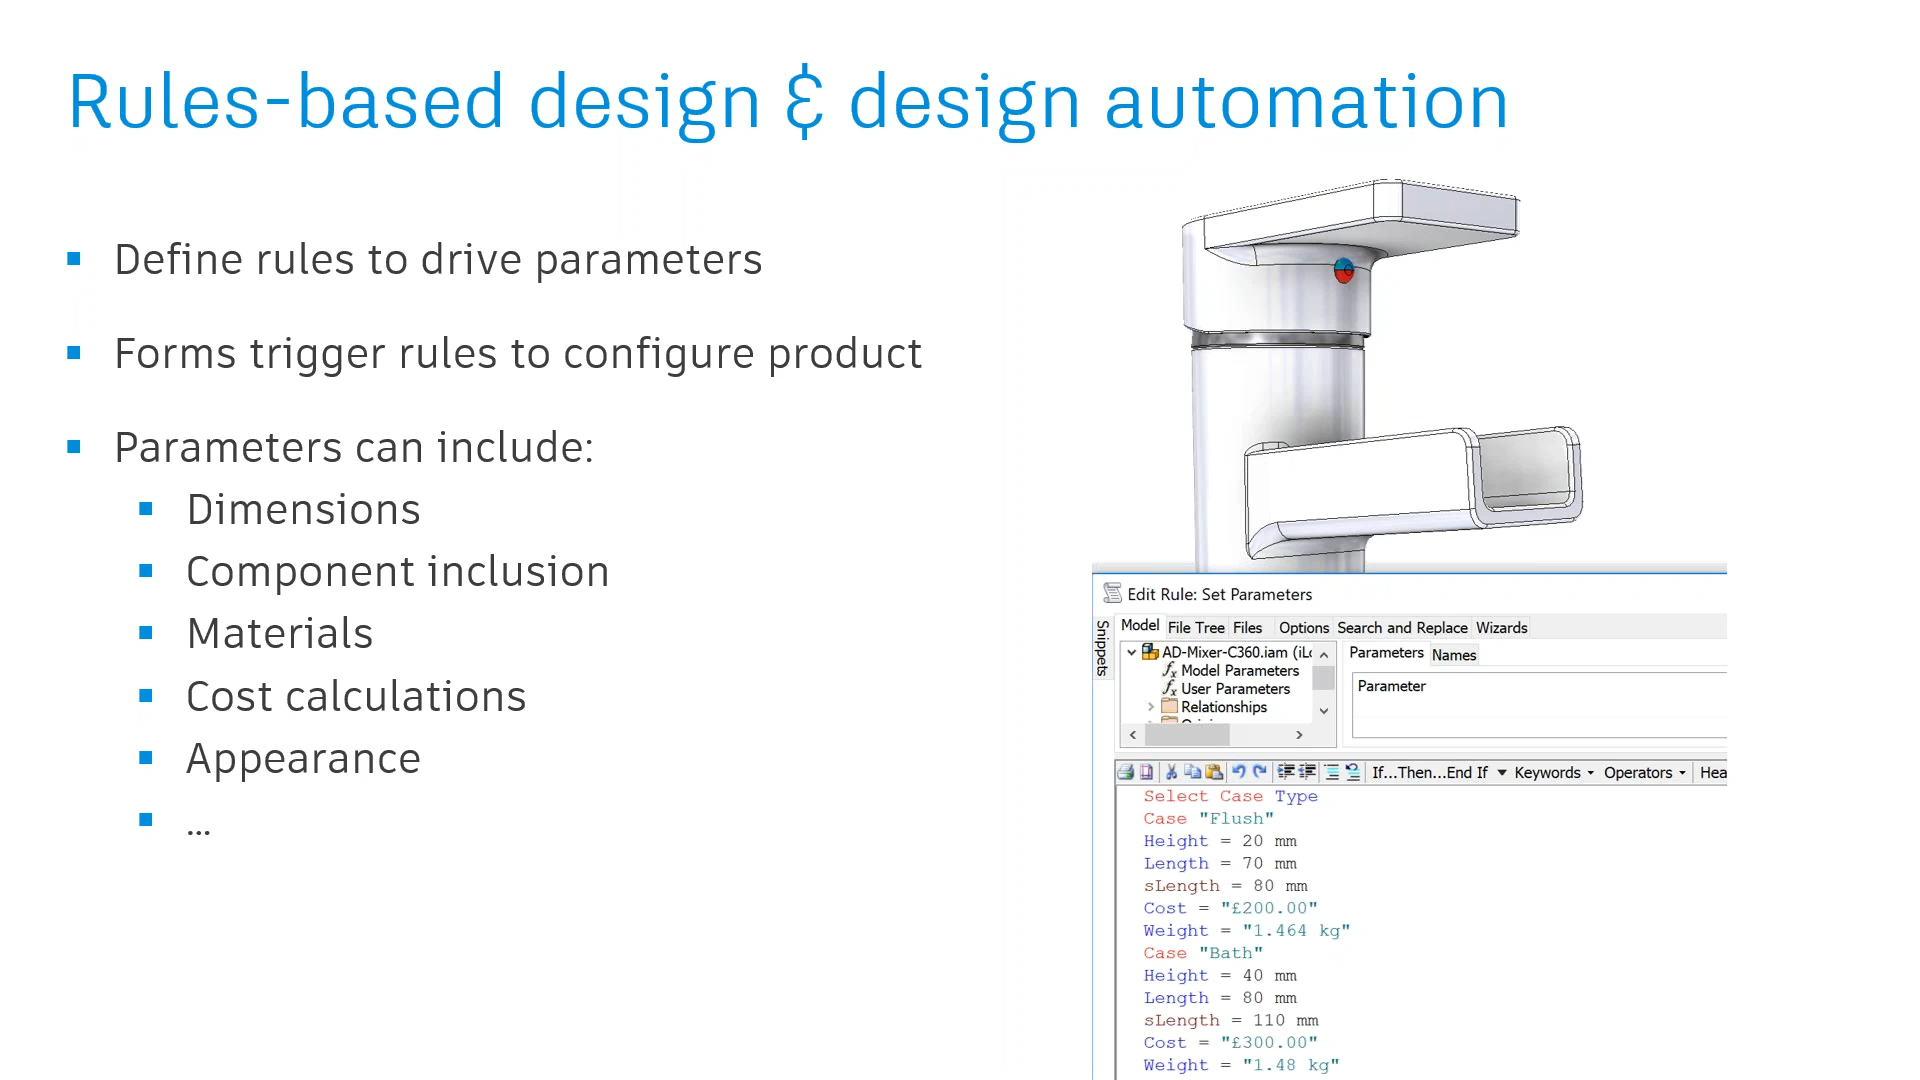 Rules-based design & design automation
Define rules to drive parameters
Forms trigger rules to configure product
Parameters can include:
Dimensions
Component inclusion
Materials
Cost calculations
Appearance
...
Edit Rule: Set Parameters
Snippets
Model File Tree Files Options Search and Replace Wizards
AD-Mixer-C360.iam (iLo
Model Parameters
User Parameters
Relationships
Parameters Names
Parameter
If...Then...End If Keywords Operators Hea
Select Case Type
Case "Flush"
Height = 20 mm
Length = 70 mm
sLength = 80 mm
Cost = "£200.00"
Weight = "1.464 kg"
Case "Bath"
Height = 40 mm
Length = 80 mm
sLength = 110 mm
Cost = "£300.00"
Weight = "1.48 kg"